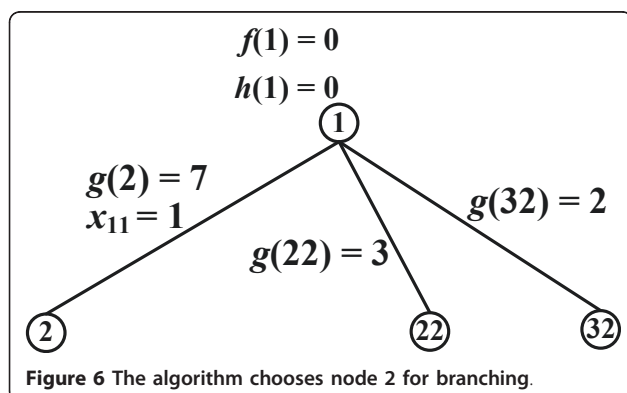 f(1) = 0
h(1) = 0
1
g(2) = 7
x₁₁ = 1
g(22) = 3
g(32) = 2
2
22
32
Figure 6 The algorithm chooses node 2 for branching.